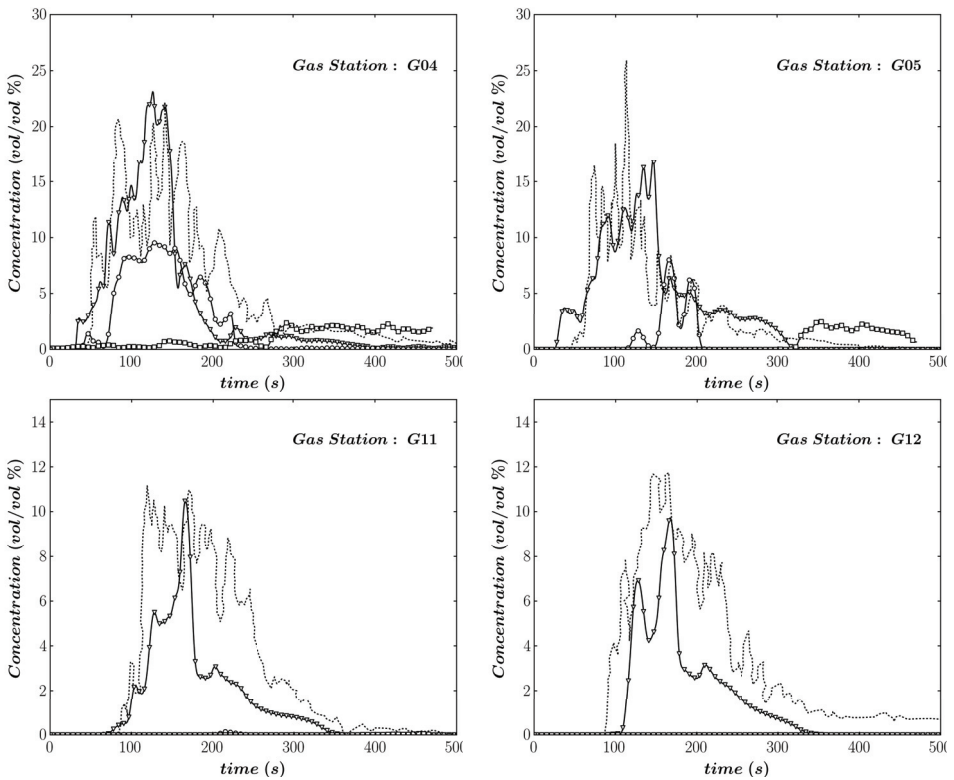 30
25
20
15
10
5
0
Concentration (vol/vol %)
Gas Station : G04
0 100 200 300 400 500
time (s)
30
25
20
15
10
5
0
Concentration (vol/vol %)
Gas Station : G05
0 100 200 300 400 500
time (s)
14
12
10
8
6
4
2
0
Concentration (vol/vol %)
Gas Station : G11
0 100 200 300 400 500
time (s)
14
12
10
8
6
4
2
0
Concentration (vol/vol %)
Gas Station : G12
0 100 200 300 400 500
time (s)